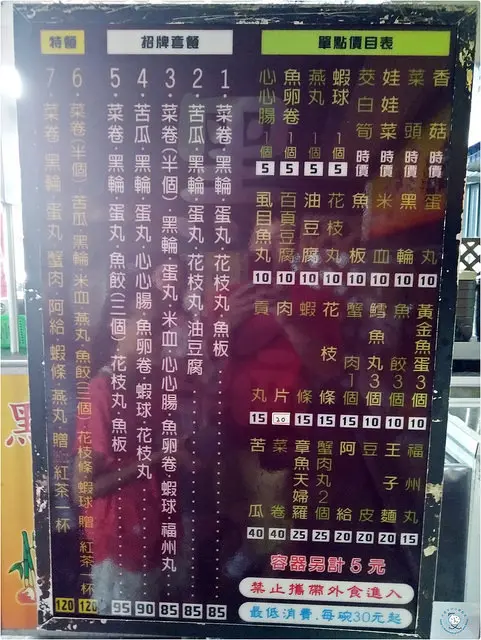 單點價目表
香菇 時價
菜頭 時價
娃娃菜 時價
茭白筍 時價
蝦球1個 5
燕丸1個 5
魚卵卷1個 5
心心腸1個 5
蛋丸 10
黑輪 10
米血 10
魚板 10
花枝丸 10
油豆腐 10
百頁豆腐 10
虱目魚丸 10
黃金魚蛋3個 10
魚餃3個 10
鱈魚丸3個 10
蟹肉1個 15
花枝條 15
蝦條 15
肉片 20
貢丸 15
福州丸 15
王子麵 20
豆皮 20
阿給 20
蟹肉丸2個 25
章魚天婦羅 25
菜卷 40
苦瓜 40
容器另計5元
禁止攜帶外食進入
最低消費.每碗30元起
招牌套餐
1.菜卷.黑輪.蛋丸.花枝丸.魚板 85
2.苦瓜.黑輪.蛋丸.花枝丸.油豆腐 85
3.菜卷(半個).黑輪.蛋丸.米血.心心腸.魚卵卷.蝦球.福州丸 85
4.苦瓜.黑輪.蛋丸.心心腸.魚卵卷.蝦球.花枝丸 90
5.菜卷.黑輪.蛋丸.魚餃(三個).花枝丸.魚板 95
特餐
6.菜卷(半個).苦瓜.黑輪.米血.燕丸.魚餃(三個).花枝條.蝦球.贈.紅茶一杯 120
7.菜卷.黑輪.蛋丸.蟹肉.阿給.蝦條.燕丸.贈.紅茶一杯 120
黑